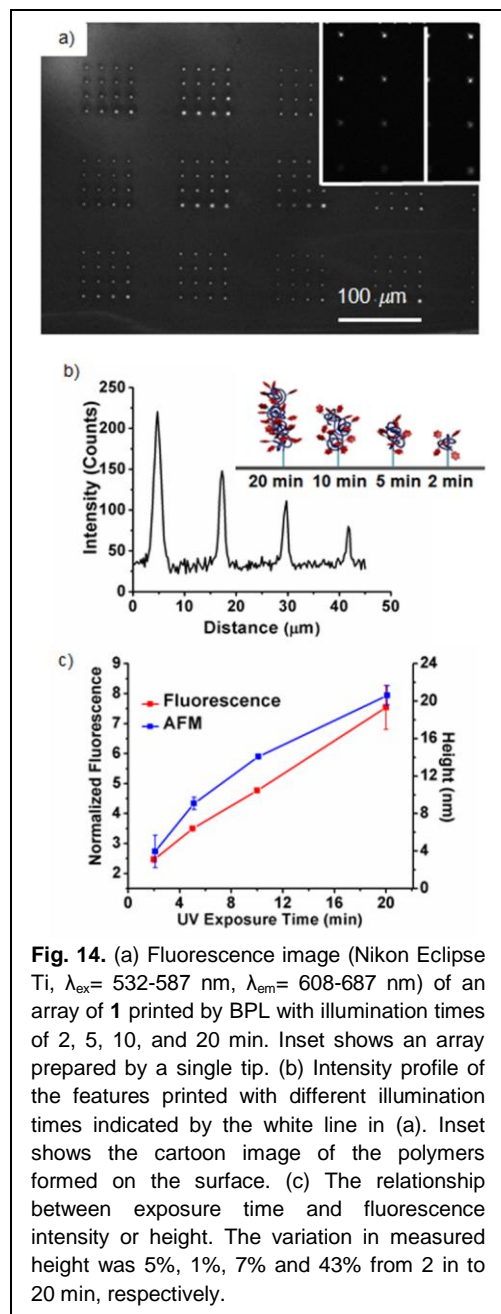 a)
100 μm
b)
250
200
150
100
50
0
Intensity (Counts)
0 10 20 30 40 50
Distance (μm)
20 min 10 min 5 min 2 min
c)
9
8
7
6
5
4
3
2
Normalized Fluorescence
Fluorescence
AFM
24
20
16
12
8
4
0
Height (nm)
0 4 8 12 16 20
UV Exposure Time (min)
Fig. 14. (a) Fluorescence image (Nikon Eclipse
Ti, λex= 532-587 nm, λem= 608-687 nm) of an
array of 1 printed by BPL with illumination times
of 2, 5, 10, and 20 min. Inset shows an array
prepared by a single tip. (b) Intensity profile of
the features printed with different illumination
times indicated by the white line in (a). Inset
shows the cartoon image of the polymers
formed on the surface. (c) The relationship
between exposure time and fluorescence
intensity or height. The variation in measured
height was 5%, 1%, 7% and 43% from 2 in to
20 min, respectively.